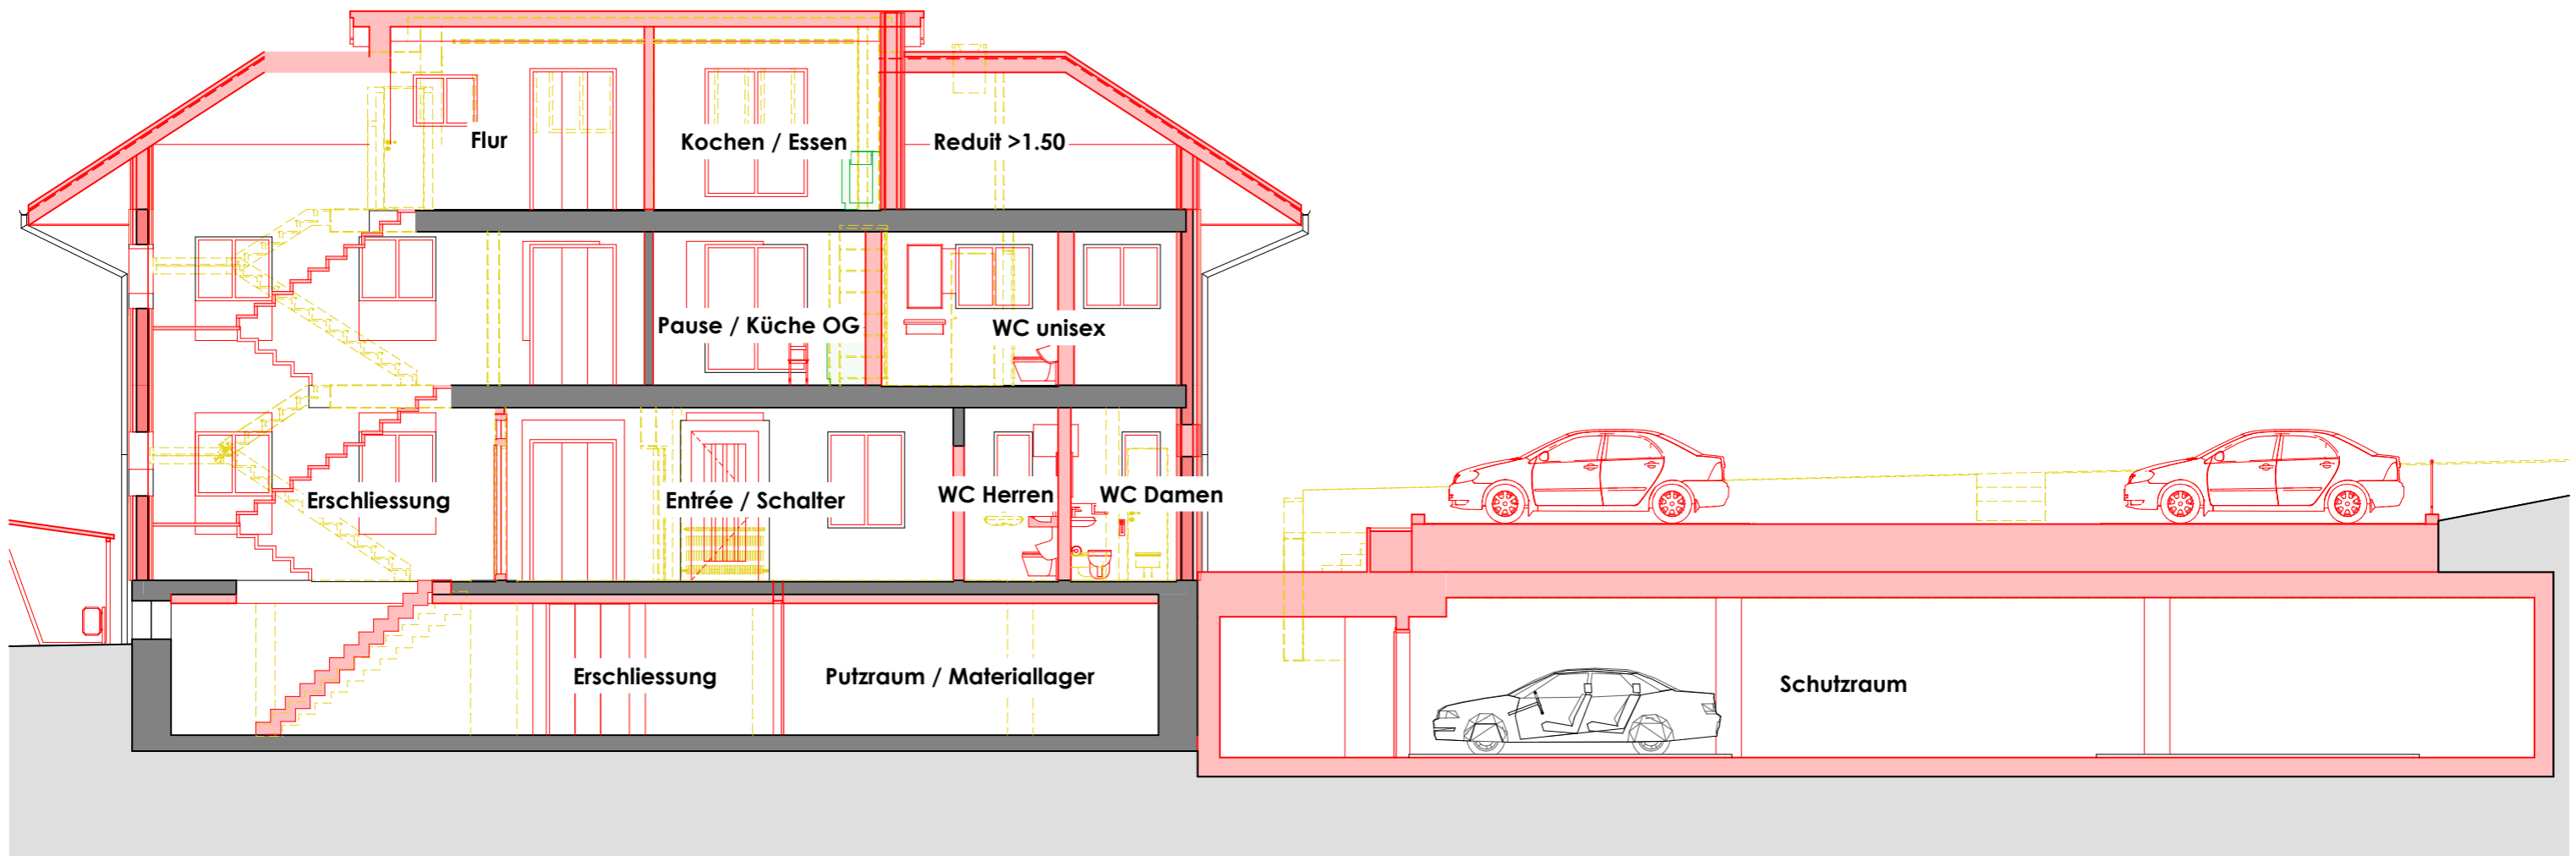 Flur
Kochen / Essen
Reduit >1.50
Pause / Küche OG
WC unisex
Erschliessung
Entrée / Schalter
WC Herren
WC Damen
Erschliessung
Putzraum / Materiallager
Schutzraum